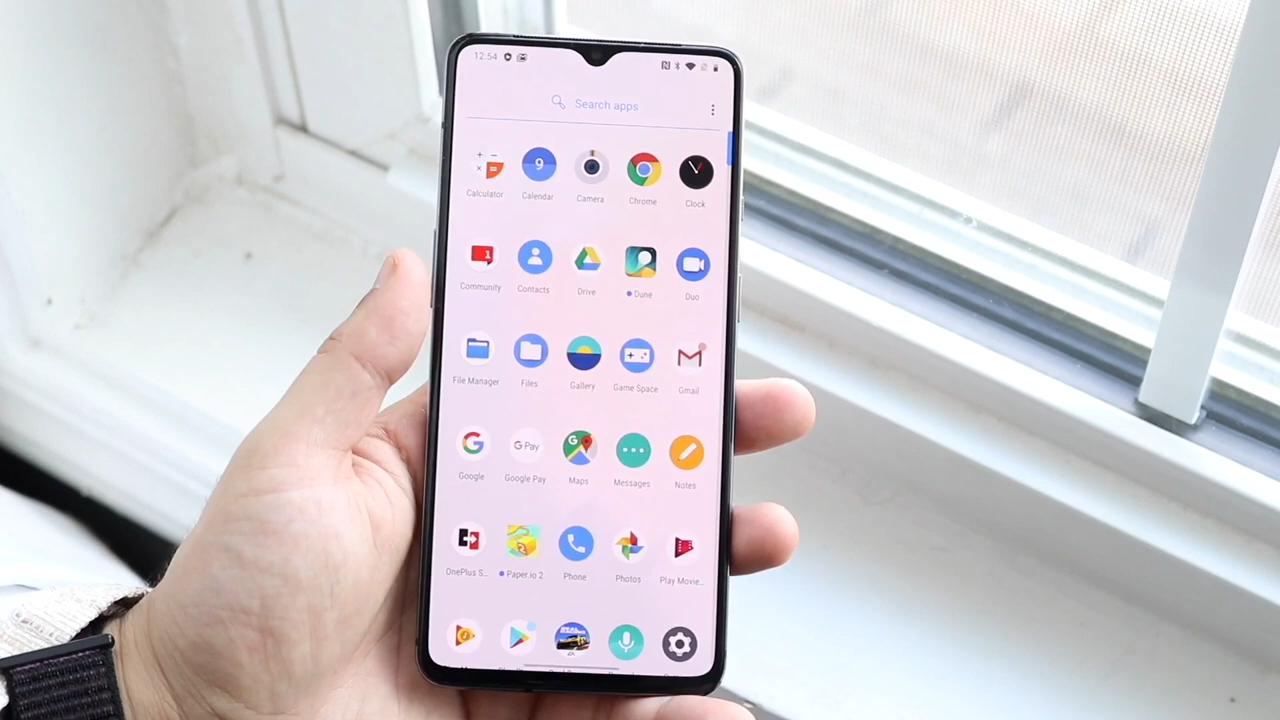 12:54
Search apps
9
Calculator Calendar Camera Chrome Clock
1
Community Contacts Drive Dune Duo
File Manager Files Gallery Game Space Gmail
G Pay
Google Google Pay Maps Messages Notes
OnePlus S... Paper.io 2 Phone Photos Play Movie...